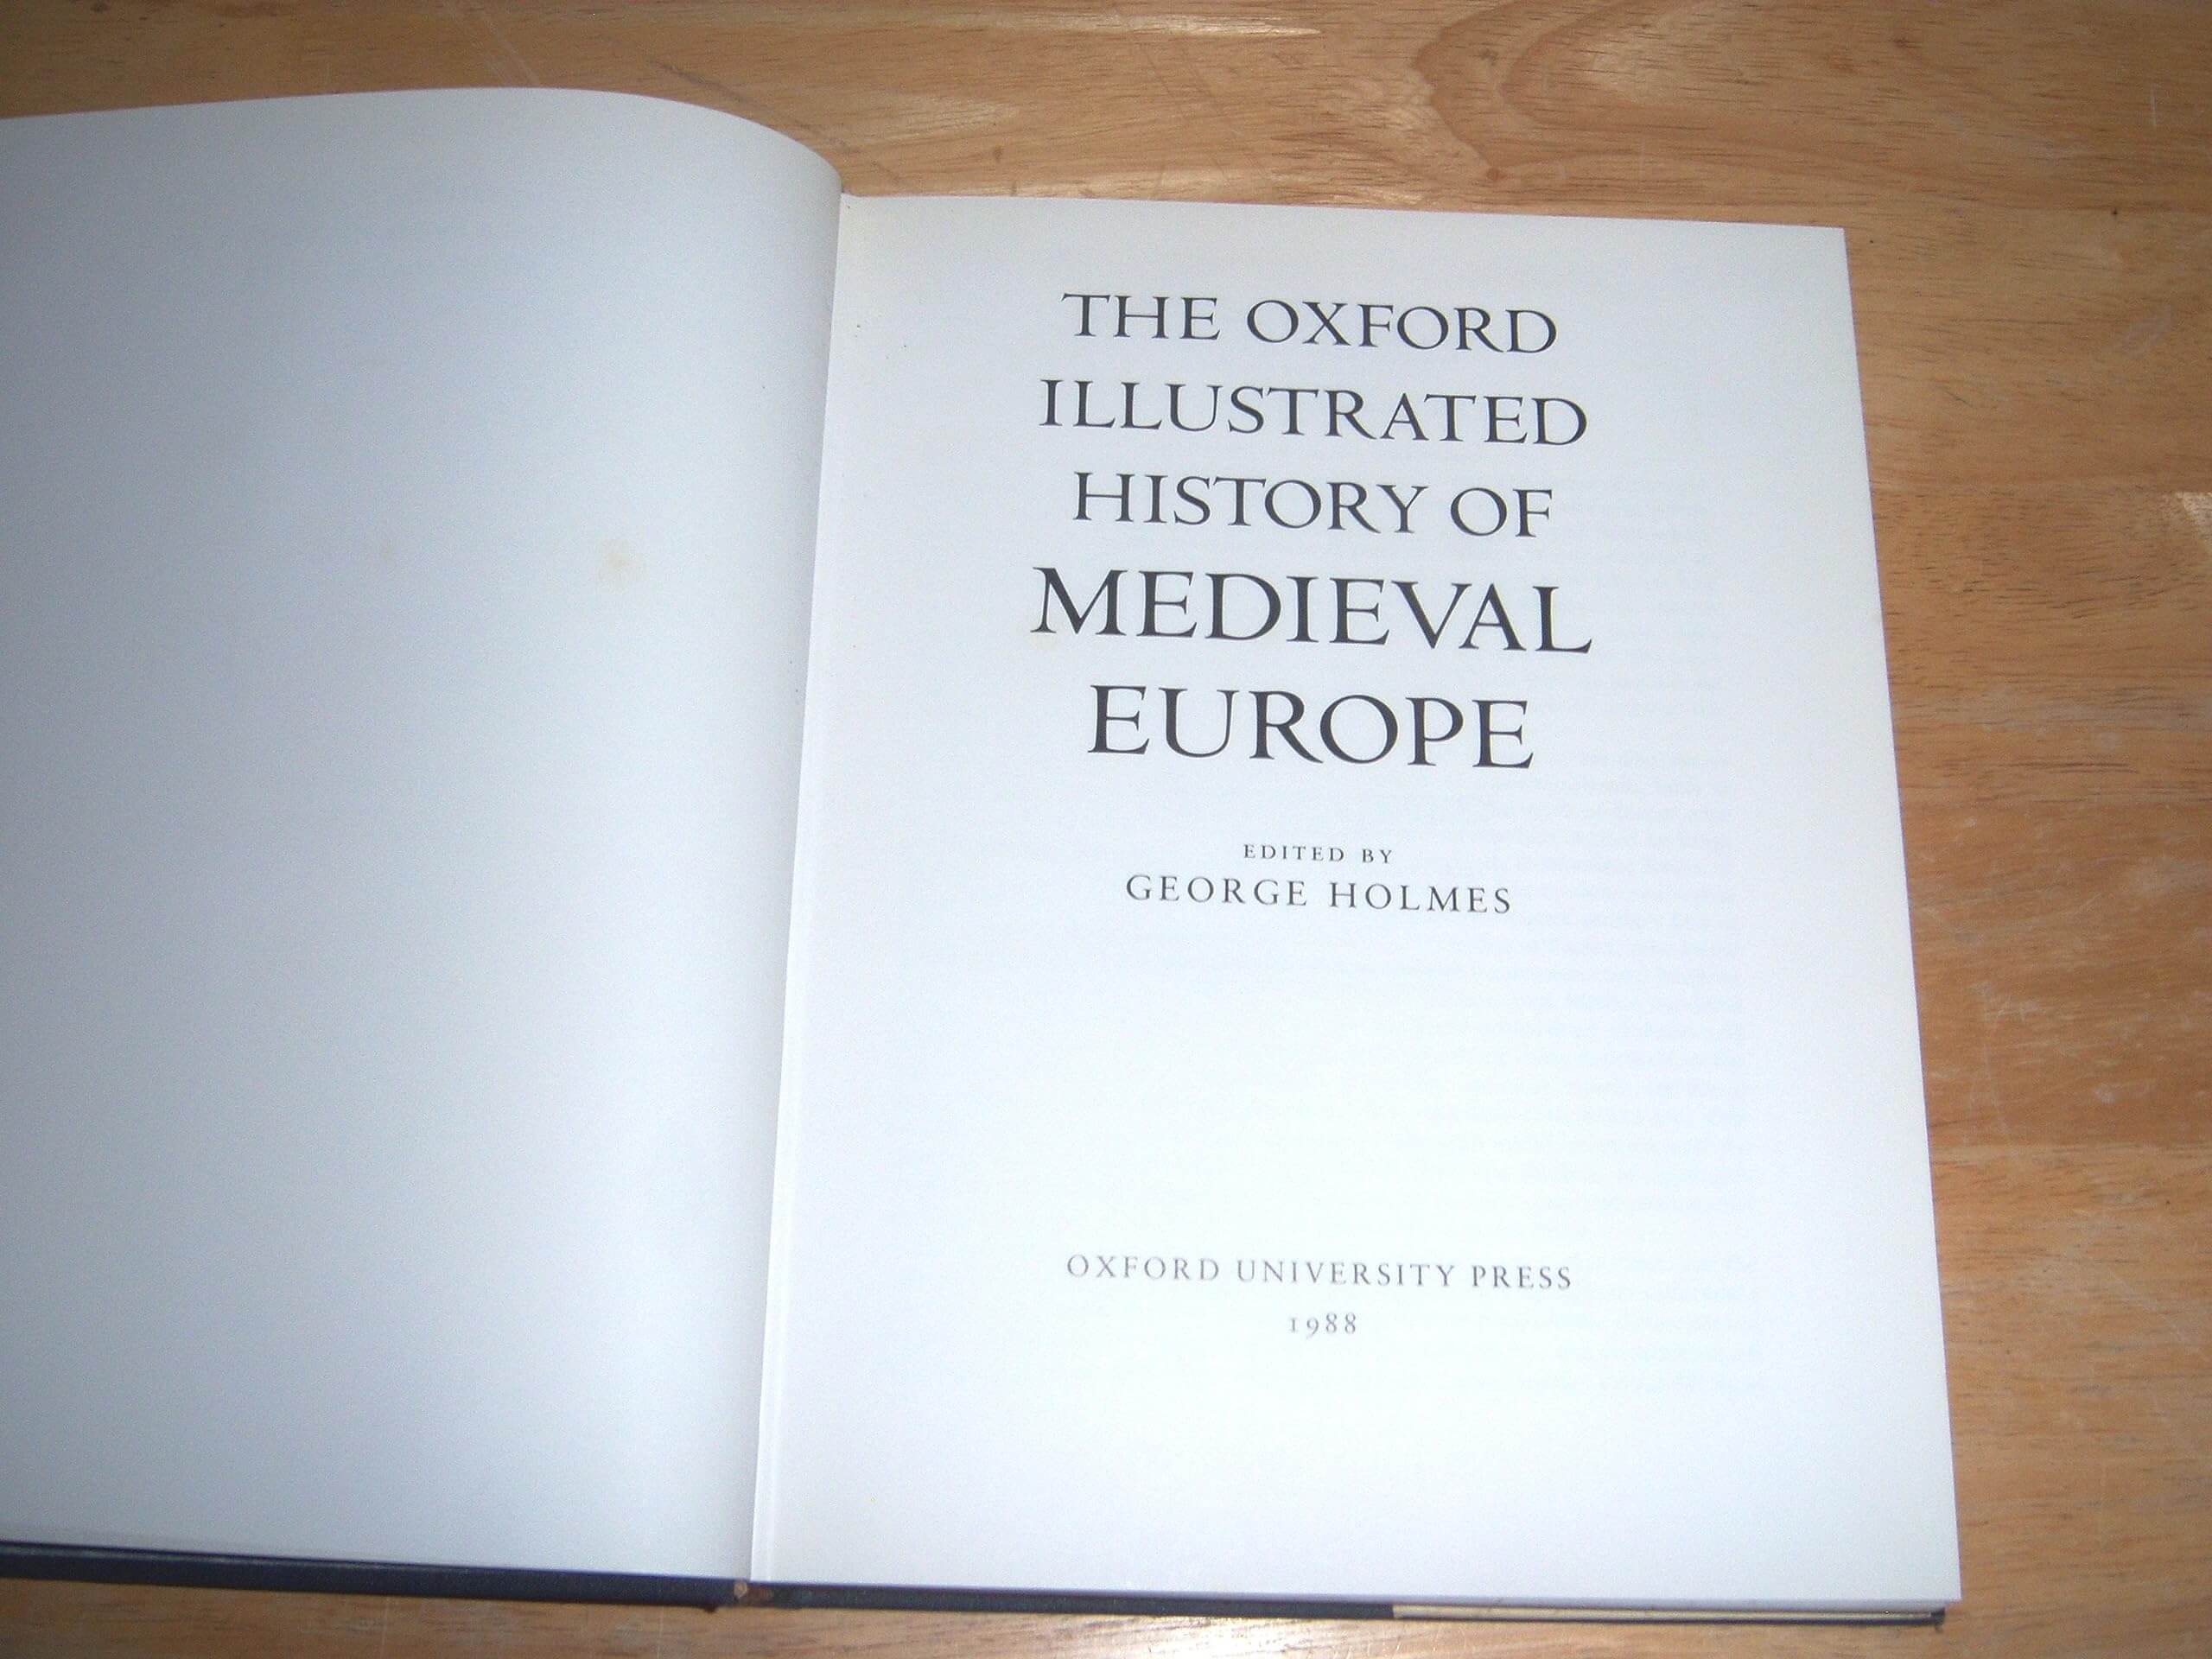 THE OXFORD
ILLUSTRATED
HISTORY OF
MEDIEVAL
EUROPE
EDITED BY
GEORGE HOLMES
OXFORD UNIVERSITY PRESS
1988